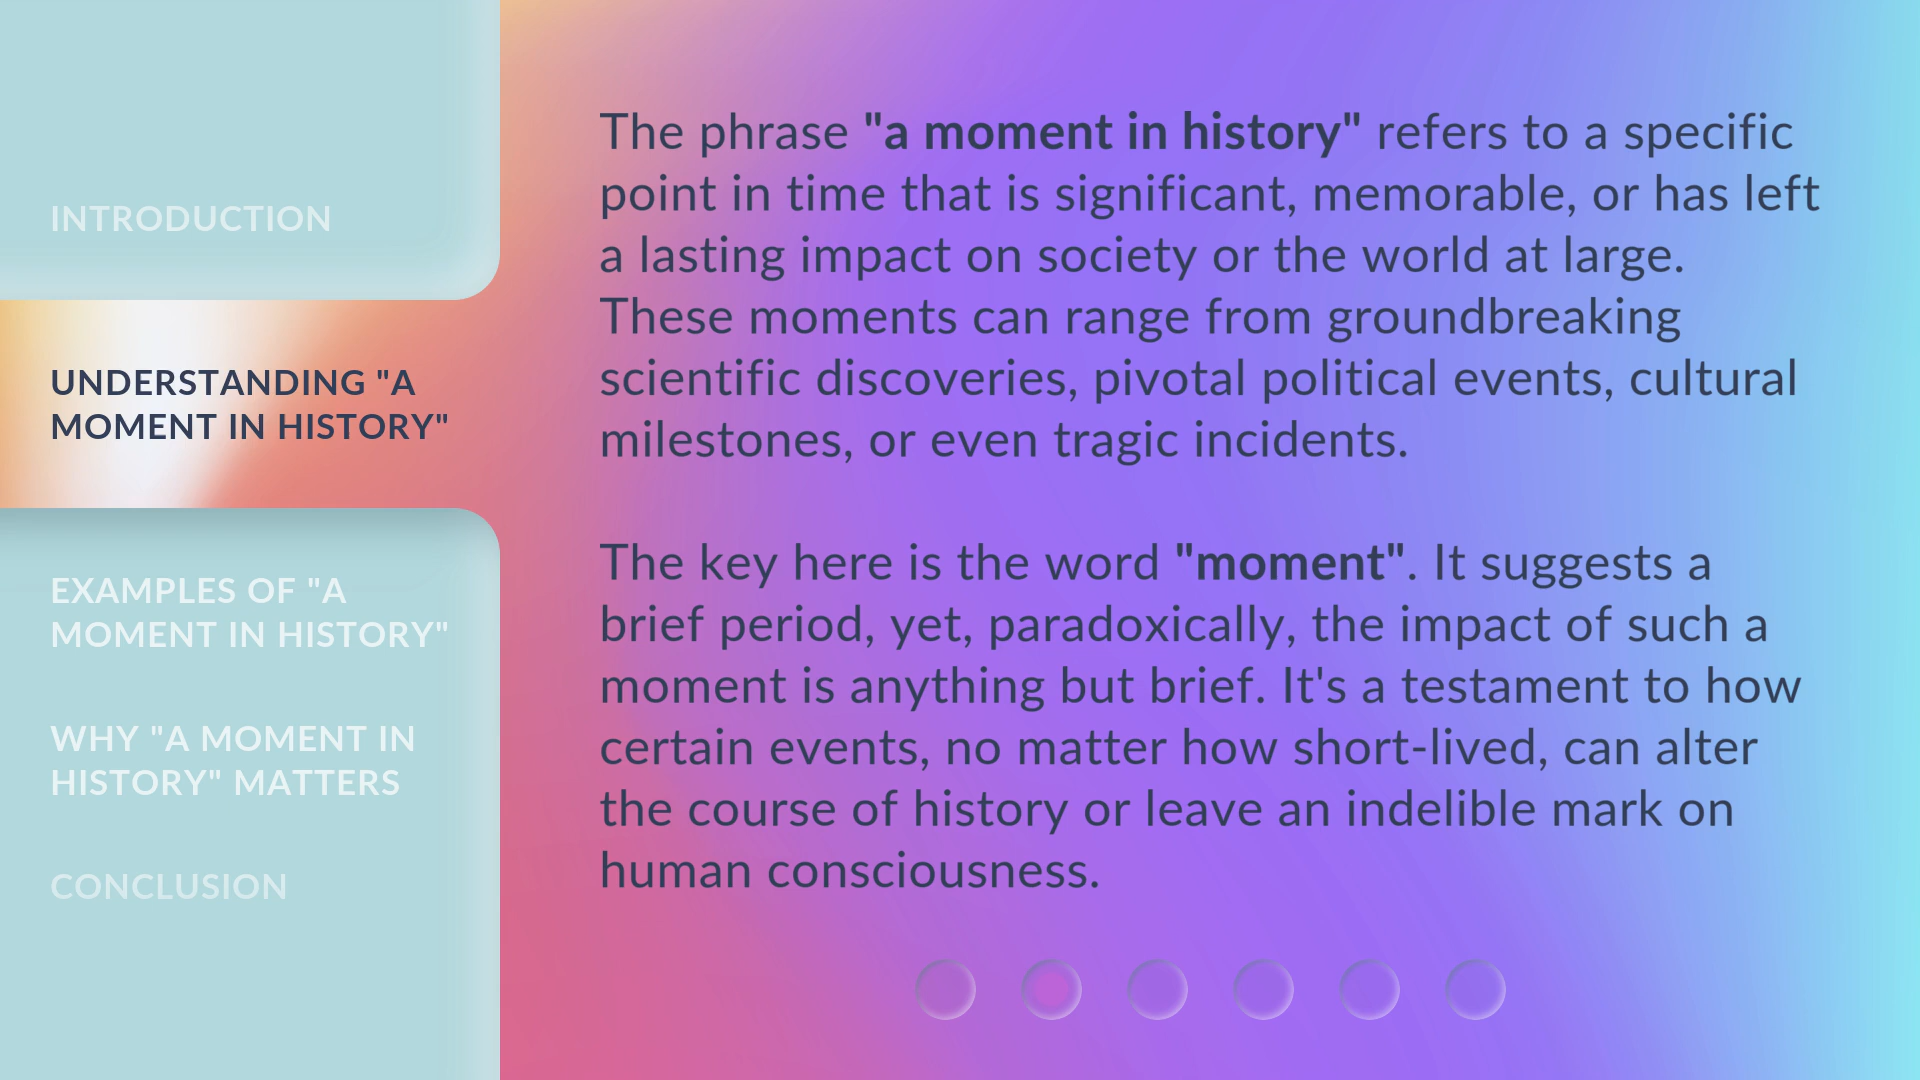 INTRODUCTION
UNDERSTANDING "A
MOMENT IN HISTORY"
EXAMPLES OF "A
MOMENT IN HISTORY"
WHY "A MOMENT IN
HISTORY" MATTERS
CONCLUSION
The phrase "a moment in history" refers to a specific
point in time that is significant, memorable, or has left
a lasting impact on society or the world at large.
These moments can range from groundbreaking
scientific discoveries, pivotal political events, cultural
milestones, or even tragic incidents.
The key here is the word "moment". It suggests a
brief period, yet, paradoxically, the impact of such a
moment is anything but brief. It's a testament to how
certain events, no matter how short-lived, can alter
the course of history or leave an indelible mark on
human consciousness.